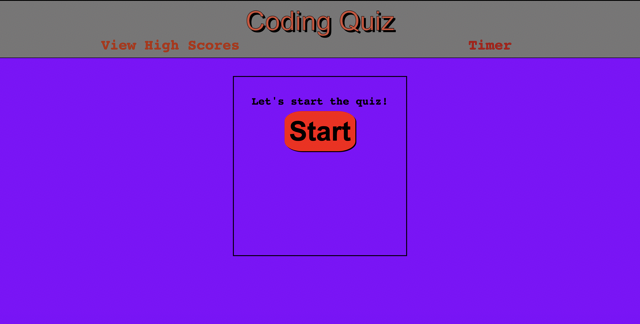 Coding Quiz
View High Scores
Timer
Let's start the quiz!
Start